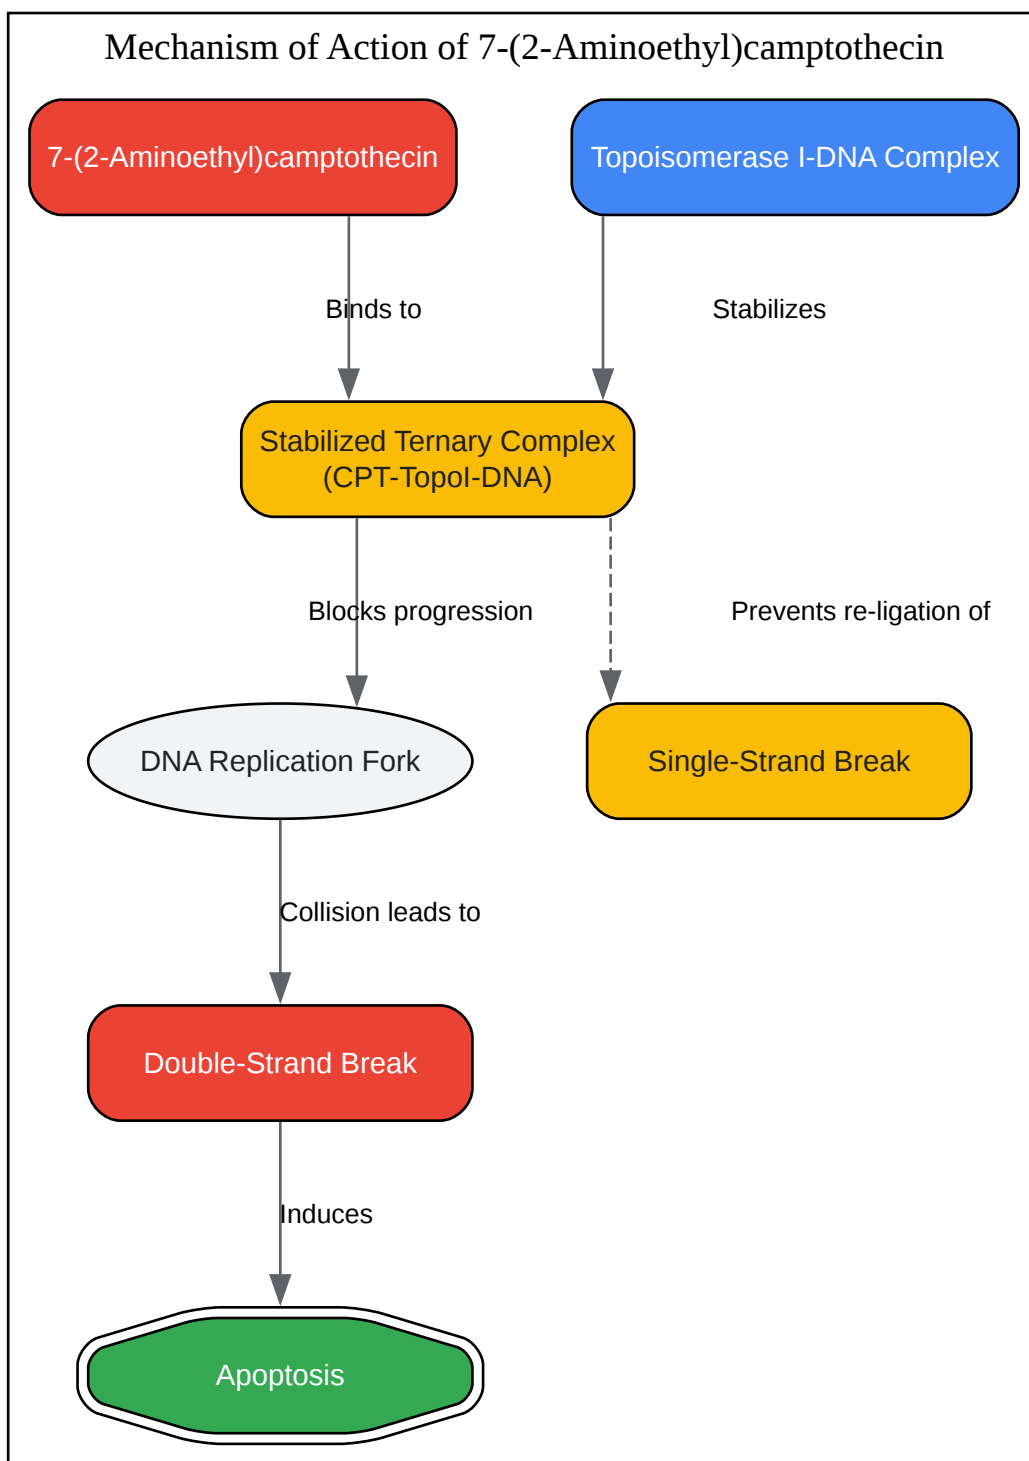 Mechanism of Action of 7-(2-Aminoethyl)camptothecin
7-(2-Aminoethyl)camptothecin
Topoisomerase I-DNA Complex
Binds to
Stabilizes
Stabilized Ternary Complex
(CPT-TopoI-DNA)
Blocks progression
Prevents re-ligation of
DNA Replication Fork
Single-Strand Break
Collision leads to
Double-Strand Break
Induces
Apoptosis